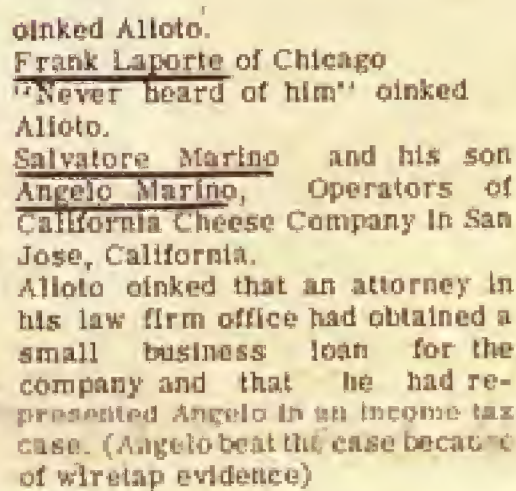 oinked Alioto.
Frank Laporte of Chicago
"Never heard of him" oinked
Alioto.
Salvatore Marino and his son
Angelo Marino, Operators of
California Cheese Company in San
Jose, California.
Alioto oinked that an attorney in
his law firm office had obtained a
small business loan for the
company and that he had re-
presented Angelo in an income tax
case. (Angelo beat the case because
of wiretap evidence)